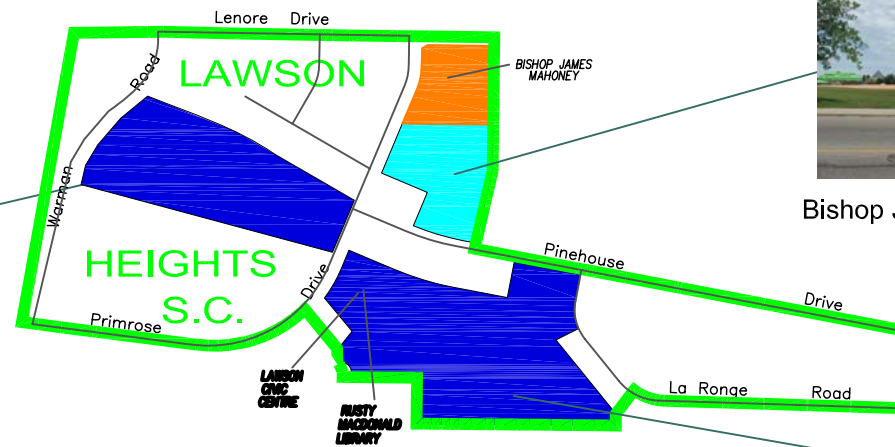 Lenore Drive
LAWSON
Road
BISHOP JAMES
MAHONEY
Warman
Bishop J
Pinehouse
HEIGHTS
S.C.
Drive
Drive
Primrose
LAWSON
CIVIC
CENTRE
RUSTY
MACDONALD
LIBRARY
La Ronge Road